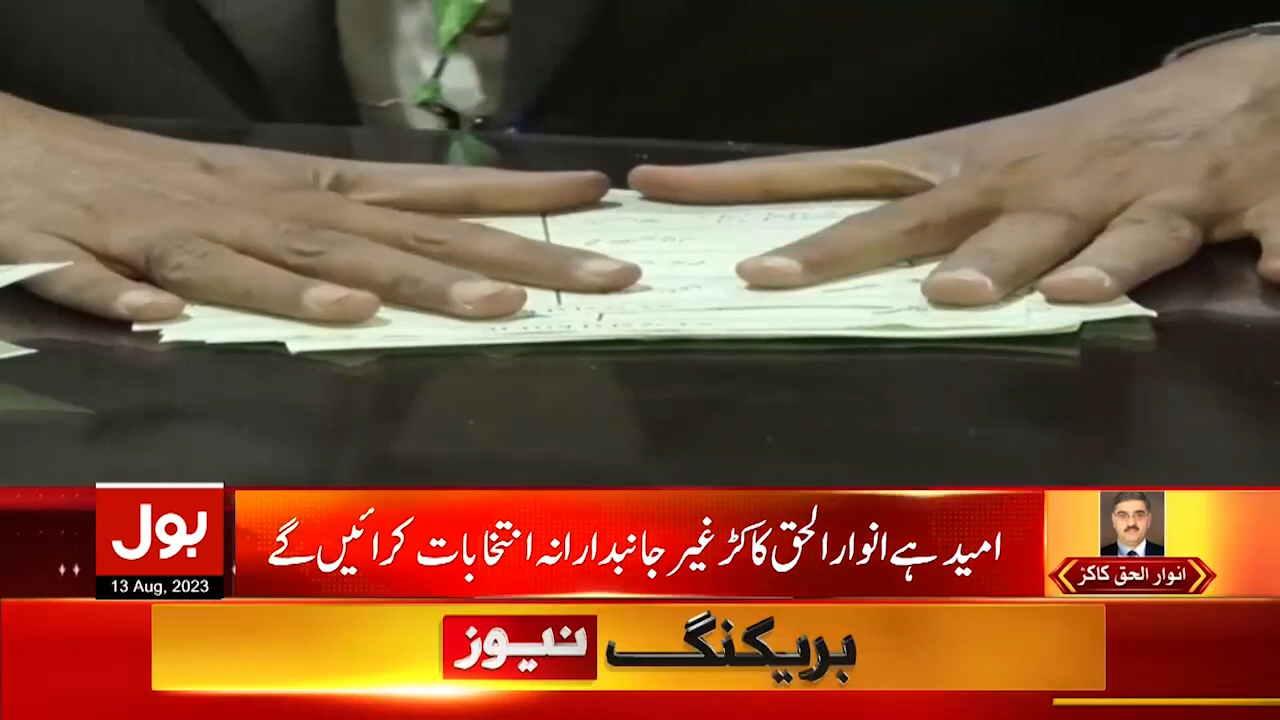 امید ہے انوار الحق کاکڑ غیر جانبدارانہ انتخابات کرائیں گے
انوار الحق کاکڑ
بول
13 Aug, 2023
بریکنگ نیوز